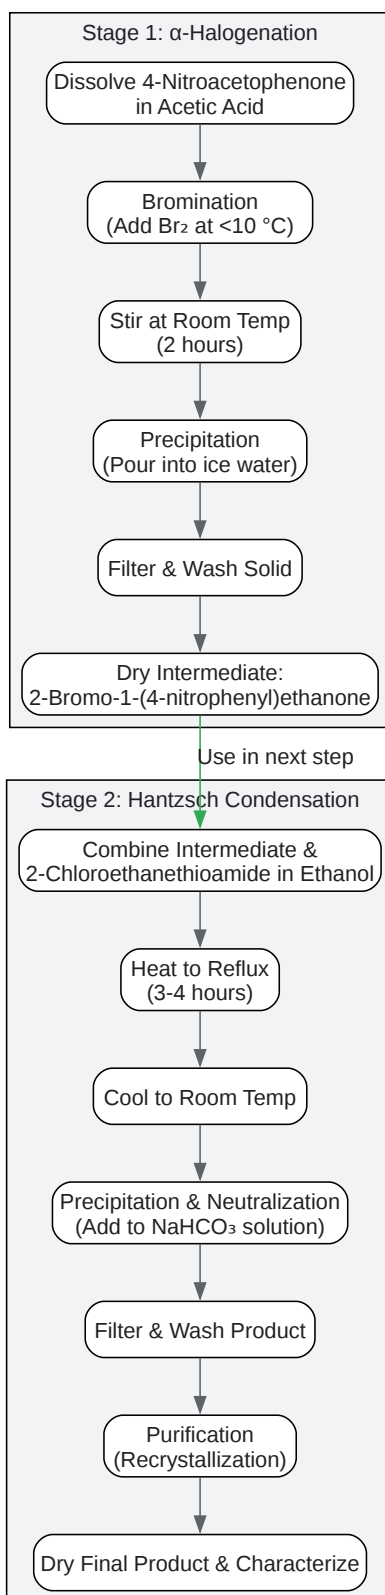 Stage 1: α-Halogenation
Dissolve 4-Nitroacetophenone
in Acetic Acid
Bromination
(Add Br₂ at <10 °C)
Stir at Room Temp
(2 hours)
Precipitation
(Pour into ice water)
Filter & Wash Solid
Dry Intermediate:
2-Bromo-1-(4-nitrophenyl)ethanone
Use in next step
Stage 2: Hantzsch Condensation
Combine Intermediate &
2-Chloroethanethioamide in Ethanol
Heat to Reflux
(3-4 hours)
Cool to Room Temp
Precipitation & Neutralization
(Add to NaHCO₃ solution)
Filter & Wash Product
Purification
(Recrystallization)
Dry Final Product & Characterize